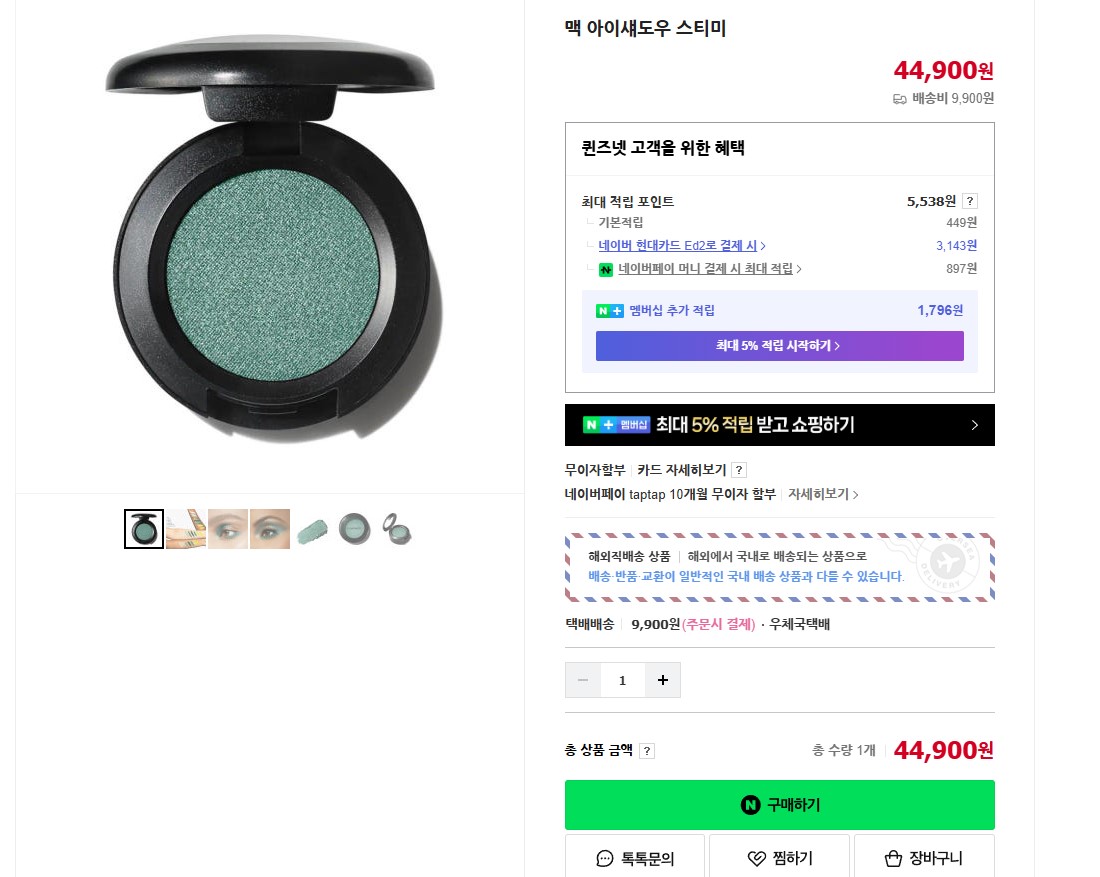 맥 아이섀도우 스티미
44,900원
배송비 9,900원
퀸즈넷 고객을 위한 혜택
최대 적립 포인트 5,538원 ?
기본적립 449원
네이버 현대카드 Ed2로 결제 시 > 3,143원
N 네이버페이 머니 결제 시 최대 적립 > 897원
N + 멤버십 추가 적립 1,796원
최대 5% 적립 시작하기 >
N + 멤버십 최대 5% 적립 받고 쇼핑하기 >
무이자할부 카드 자세히보기 ?
네이버페이 taptap 10개월 무이자 할부 자세히보기 >
해외직배송 상품 | 해외에서 국내로 배송되는 상품으로
배송·반품·교환이 일반적인 국내 배송 상품과 다를 수 있습니다.
DELIVERY
택배배송 9,900원(주문시 결제) · 우체국택배
− 1 +
총 상품 금액 ? 총 수량 1개 44,900원
N 구매하기
톡톡문의 찜하기 장바구니